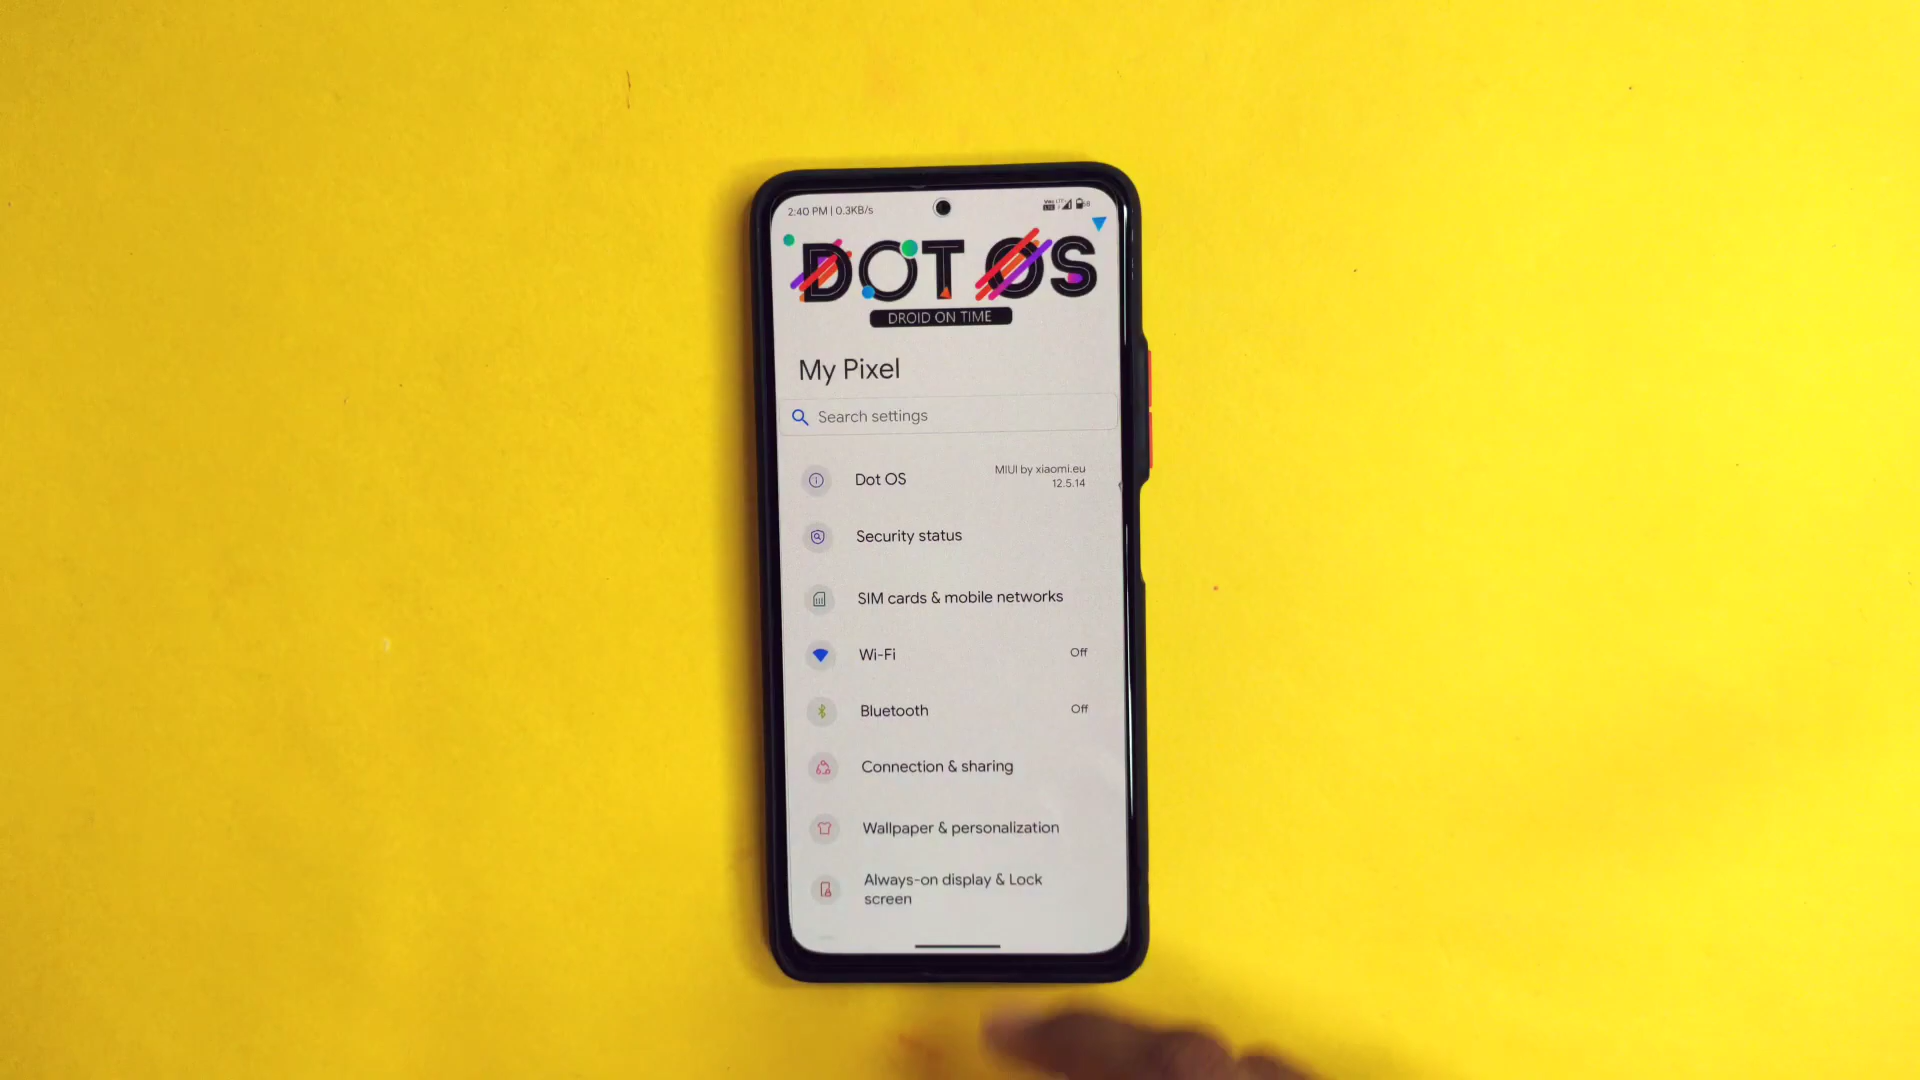 2:40 PM | 0.3KB/s
DOT OS
DROID ON TIME
My Pixel
Search settings
Dot OS
MIUI by xiaomi.eu
12.5.14
Security status
SIM cards & mobile networks
Wi-Fi
Off
Bluetooth
Off
Connection & sharing
Wallpaper & personalization
Always-on display & Lock
screen